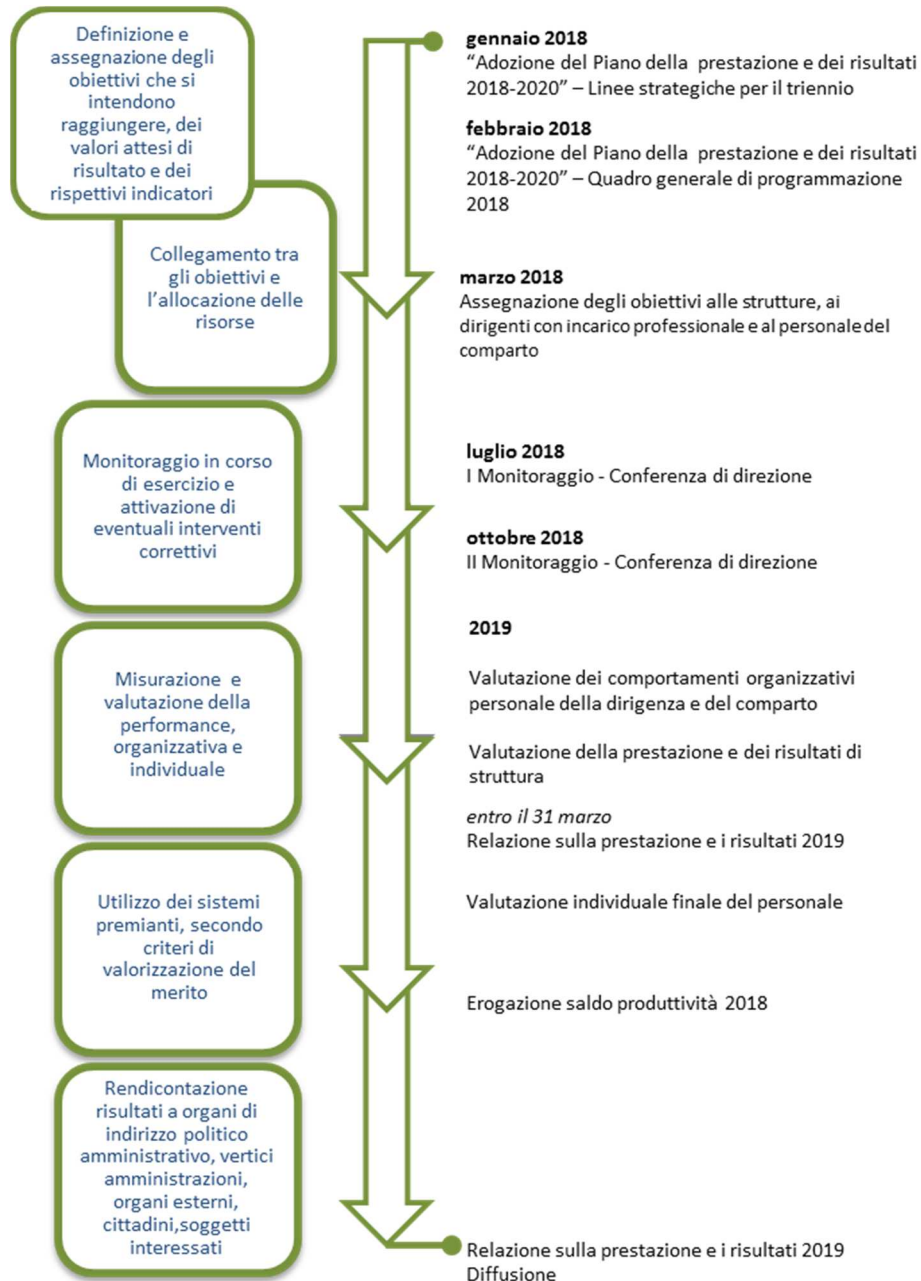 Definizione e
assegnazione degli
obiettivi che si
intendono
raggiungere, dei
valori attesi di
risultato e dei
rispettivi indicatori
Collegamento tra
gli obiettivi e
l'allocazione delle
risorse
Monitoraggio in corso
di esercizio e
attivazione di
eventuali interventi
correttivi
Misurazione e
valutazione della
performance,
organizzativa e
individuale
Utilizzo dei sistemi
premianti, secondo
criteri di
valorizzazione del
merito
Rendicontazione
risultati a organi di
indirizzo politico
amministrativo, vertici
amministrazioni,
organi esterni,
cittadini,soggetti
interessati
gennaio 2018
"Adozione del Piano della prestazione e dei risultati
2018-2020" – Linee strategiche per il triennio
febbraio 2018
"Adozione del Piano della prestazione e dei risultati
2018-2020" – Quadro generale di programmazione
2018
marzo 2018
Assegnazione degli obiettivi alle strutture, ai
dirigenti con incarico professionale e al personale del
comparto
luglio 2018
I Monitoraggio - Conferenza di direzione
ottobre 2018
II Monitoraggio - Conferenza di direzione
2019
Valutazione dei comportamenti organizzativi
personale della dirigenza e del comparto
Valutazione della prestazione e dei risultati di
struttura
entro il 31 marzo
Relazione sulla prestazione e i risultati 2019
Valutazione individuale finale del personale
Erogazione saldo produttività 2018
Relazione sulla prestazione e i risultati 2019
Diffusione